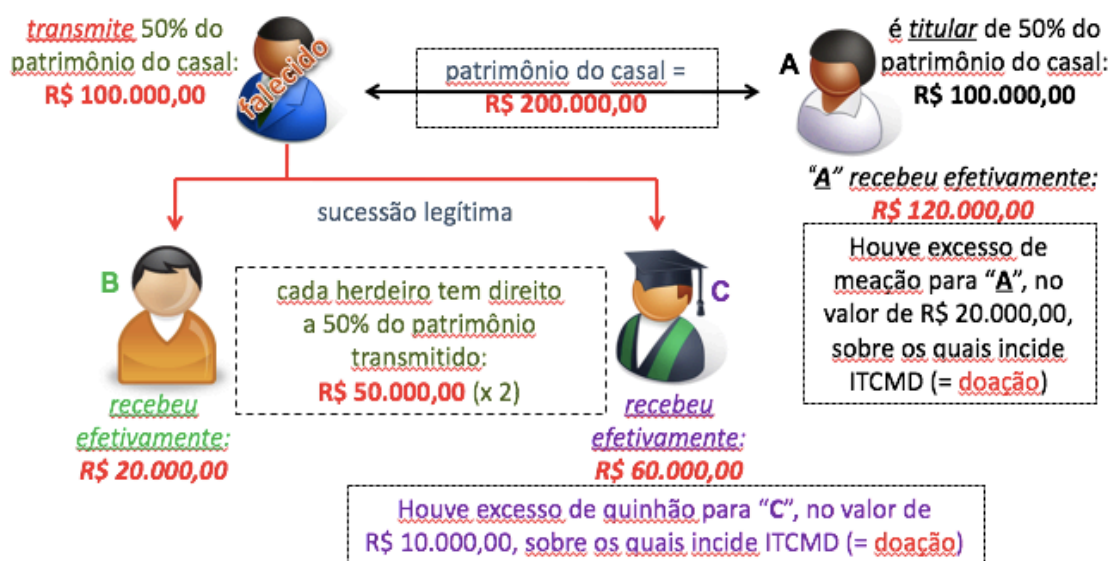 transmite 50% do
patrimônio do casal:
R$ 100.000,00
falecido
patrimônio do casal =
R$ 200.000,00
A
é titular de 50% do
patrimônio do casal:
R$ 100.000,00
"A" recebeu efetivamente:
R$ 120.000,00
Houve excesso de
meação para "A", no
valor de R$ 20.000,00,
sobre os quais incide
ITCMD (= doação)
sucessão legítima
B
cada herdeiro tem direito
a 50% do patrimônio
transmitido:
R$ 50.000,00 (x 2)
C
recebeu
efetivamente:
R$ 20.000,00
recebeu
efetivamente:
R$ 60.000,00
Houve excesso de quinhão para "C", no valor de
R$ 10.000,00, sobre os quais incide ITCMD (= doação)